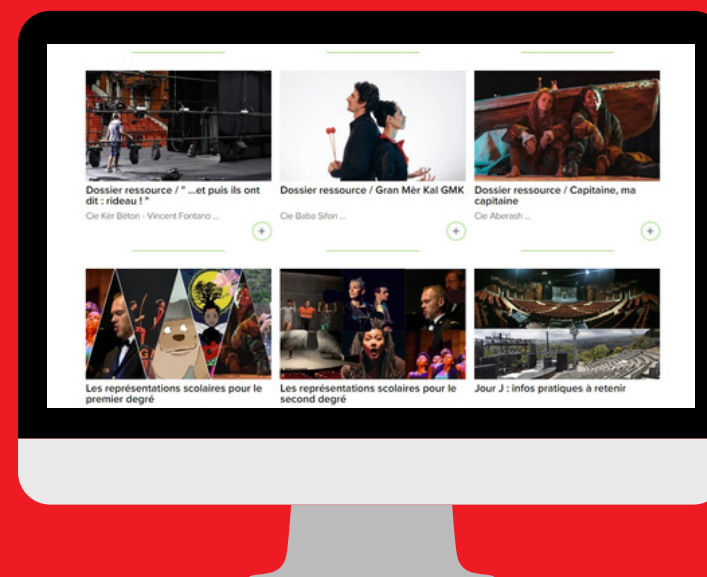 Dossier ressource / " ...et puis ils ont
dit : rideau ! "
Cie Kèr Béton - Vincent Fontano ...
+
Dossier ressource / Gran Mèr Kal GMK
Cie Baba Sifon ...
+
Dossier ressource / Capitaine, ma
capitaine
Cie Aberash ...
+
Les représentations scolaires pour le
premier degré
Les représentations scolaires pour le
second degré
Jour J : infos pratiques à retenir